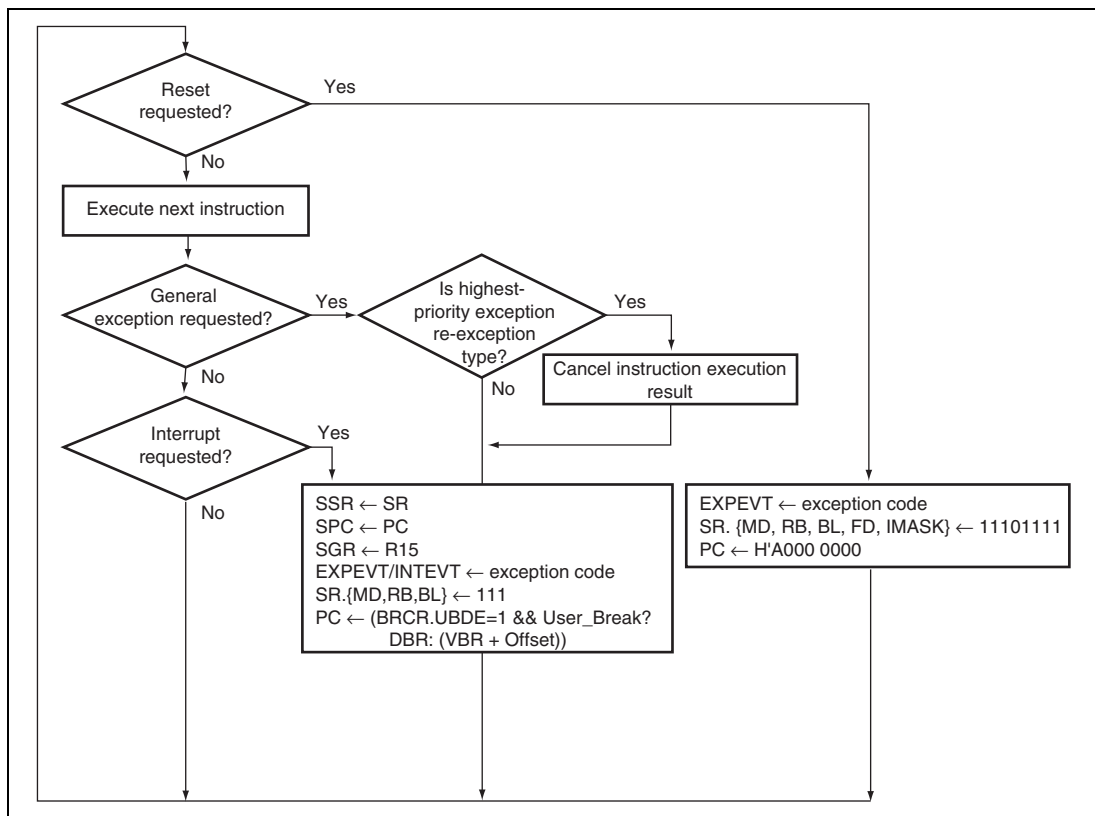 Reset
requested?
Yes
No
Execute next instruction
General
exception requested?
Yes
Is highest-
priority exception
re-exception
type?
Yes
No
Cancel instruction execution
result
No
Interrupt
requested?
Yes
No
SSR ← SR
SPC ← PC
SGR ← R15
EXPEVT/INTEVT ← exception code
SR.{MD,RB,BL} ← 111
PC ← (BRCR.UBDE=1 && User_Break?
DBR: (VBR + Offset))
EXPEVT ← exception code
SR. {MD, RB, BL, FD, IMASK} ← 11101111
PC ← H'A000 0000